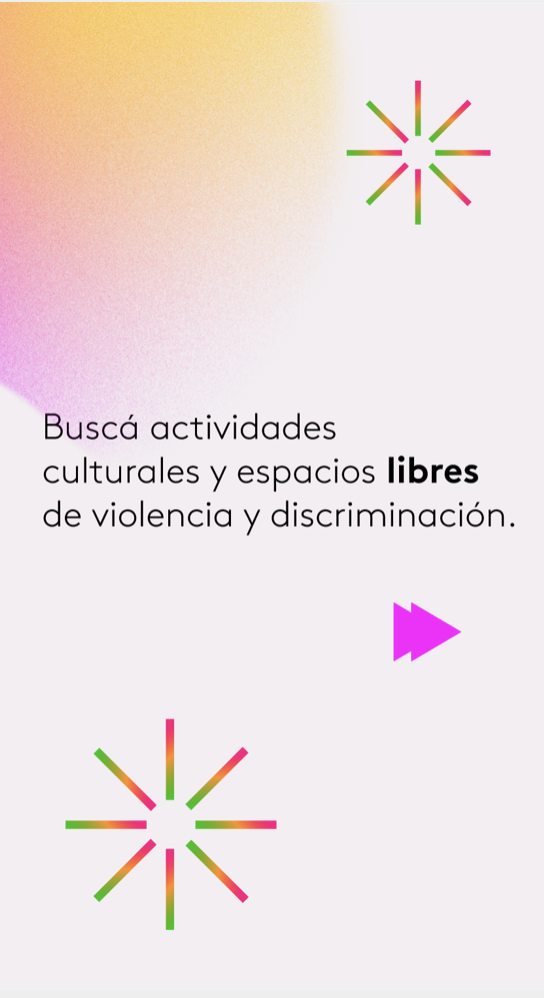 Buscá actividades
culturales y espacios libres
de violencia y discriminación.